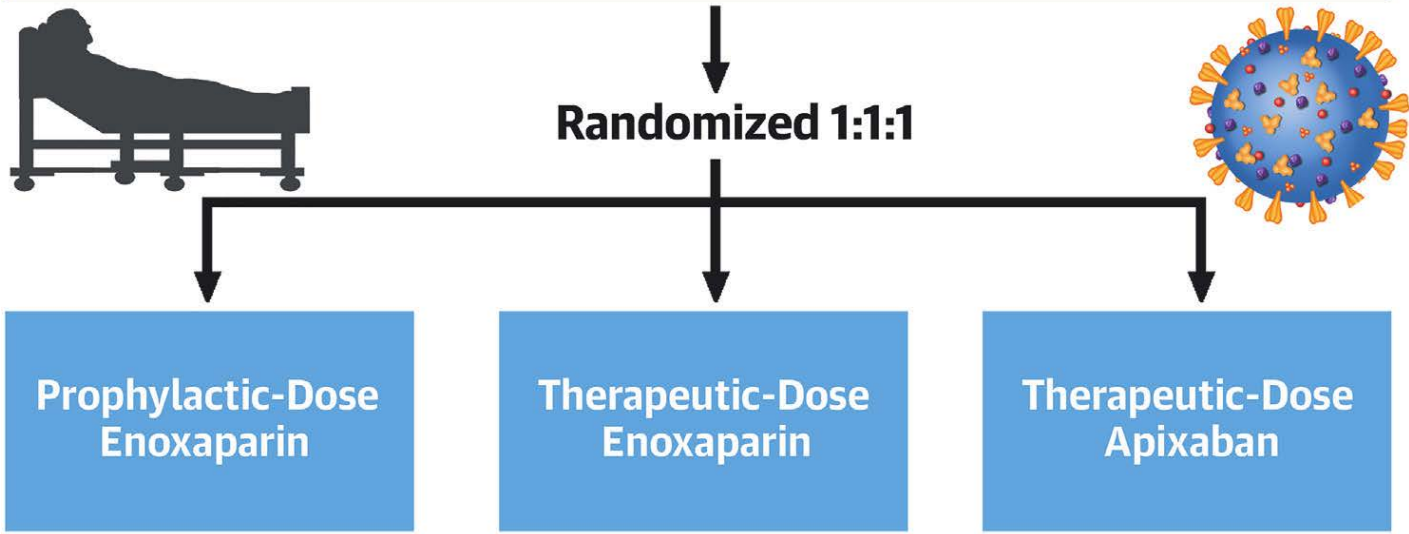 Randomized 1:1:1
Prophylactic-Dose
Enoxaparin
Therapeutic-Dose
Enoxaparin
Therapeutic-Dose
Apixaban